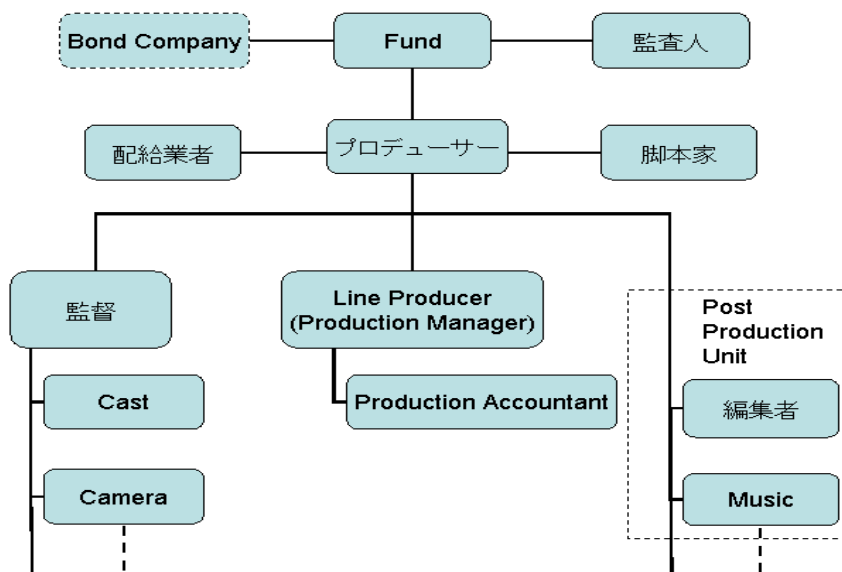 Bond Company
Fund
監査人
配給業者
プロデューサー
脚本家
監督
Line Producer
(Production Manager)
Post
Production
Unit
Cast
Production Accountant
編集者
Camera
Music